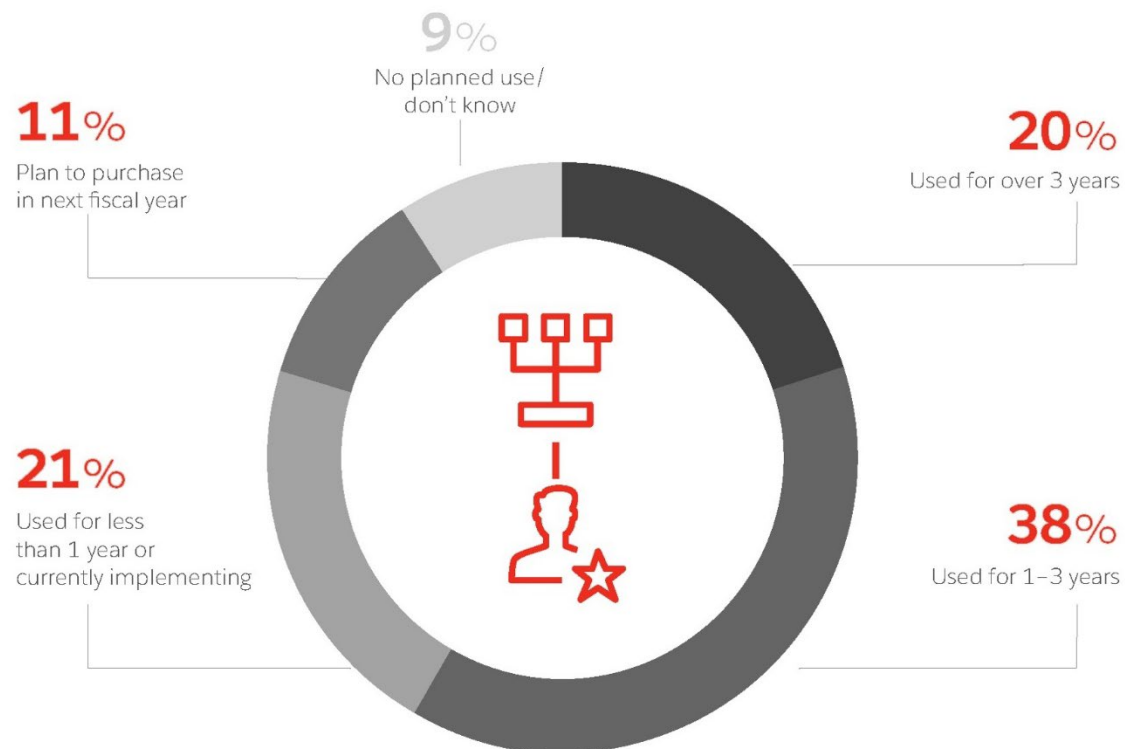 9%
No planned use/
don't know
11%
Plan to purchase
in next fiscal year
20%
Used for over 3 years
21%
Used for less
than 1 year or
currently implementing
38%
Used for 1–3 years